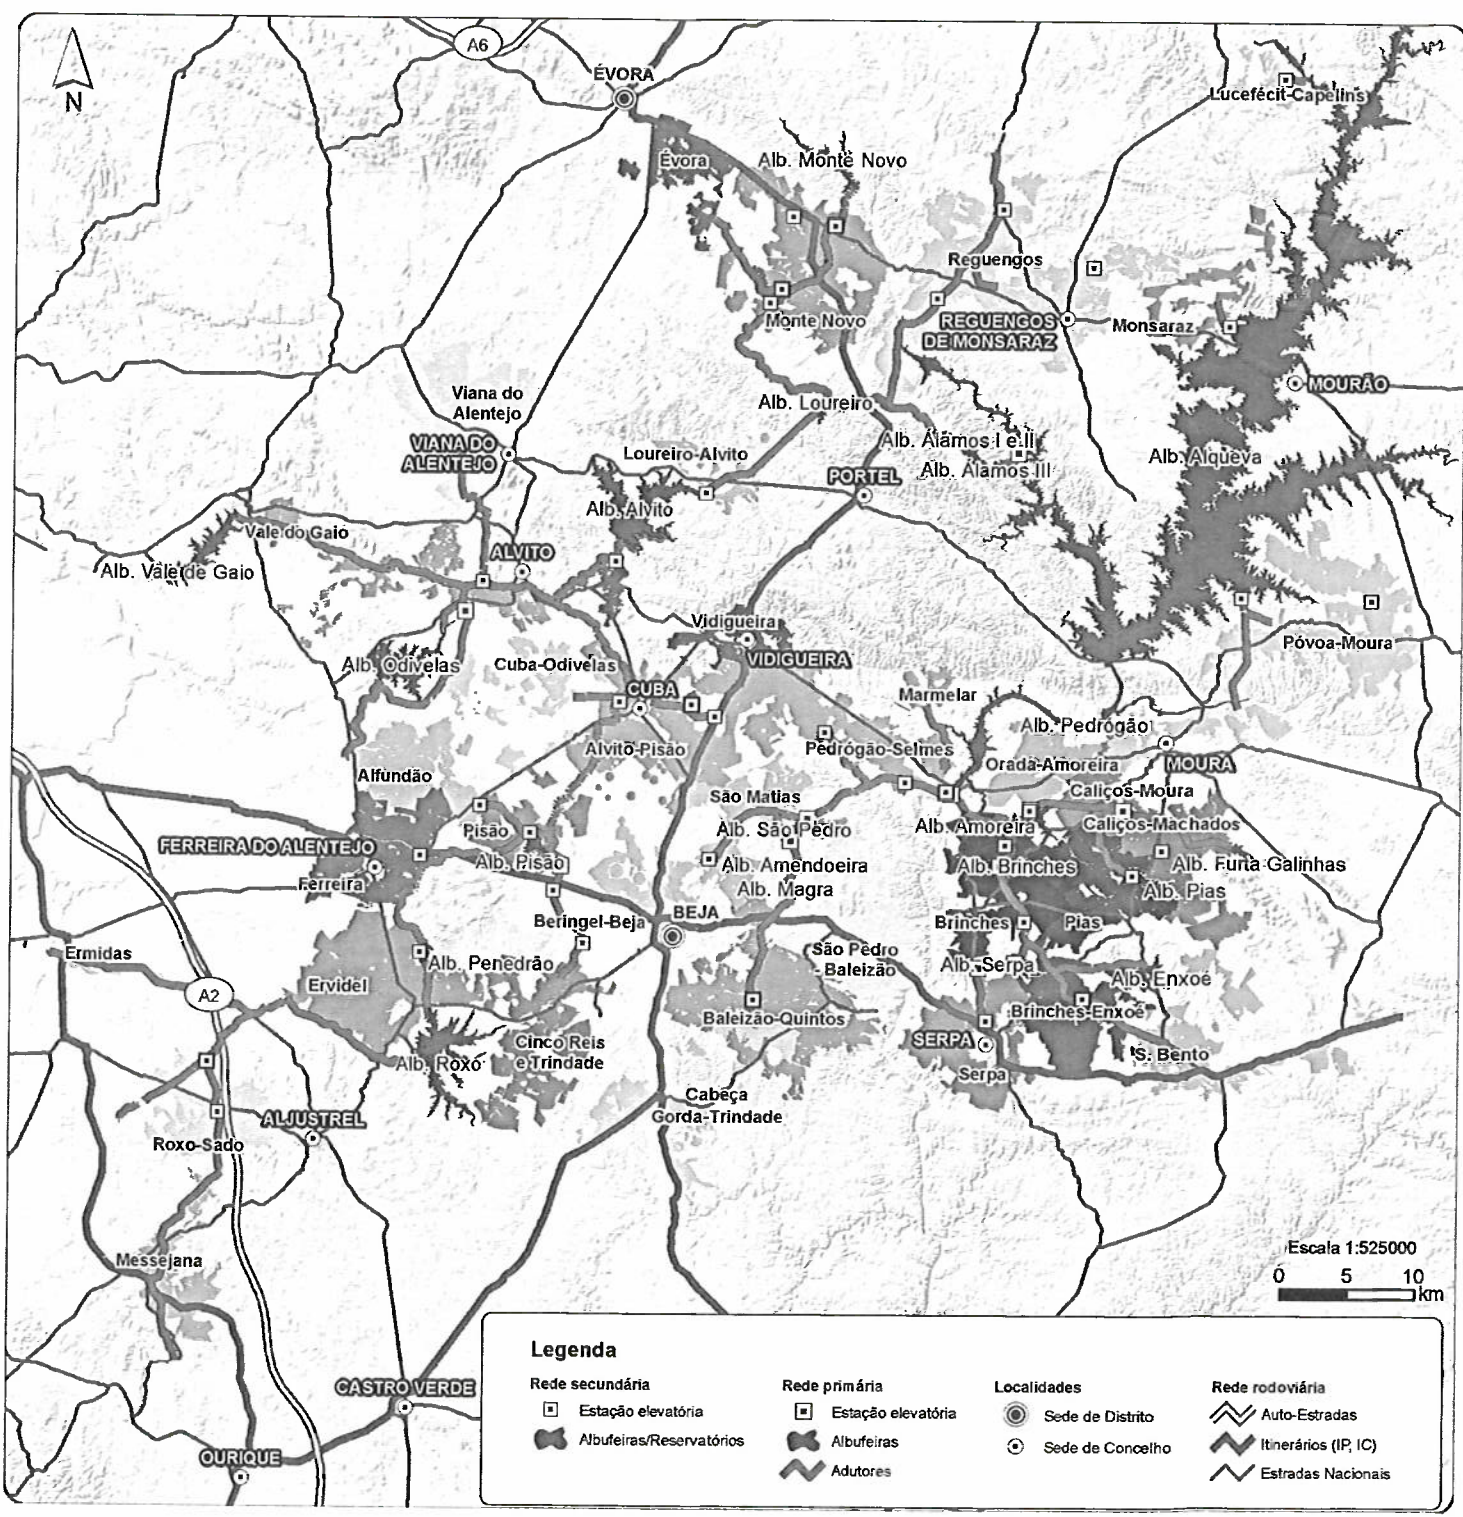 A6
N
ÉVORA
Lucefécit-Capelins
Évora
Alb. Monte Novo
Reguengos
Monte Novo
REGUENGOS
DE MONSARAZ
Monsaraz
MOURÃO
Viana do
Alentejo
Alb. Loureiro
VIANA DO
ALENTEJO
Loureiro-Alvito
Alb. Álamos I e II
Alb. Álamos III
Alb. Alqueva
PORTEL
Alb. Alvito
Vale do Gaio
ALVITO
Alb. Vale de Gaio
Vidigueira
Póvoa-Moura
Alb. Odivelas
Cuba-Odivelas
VIDIGUEIRA
CUBA
Marmelar
Alb. Pedrógão
Alvito-Pisão
Pedrógão-Selmes
Orada-Amoreira
MOURA
Alfundão
Caliços-Moura
São Matias
Pisão
Alb. São Pedro
Alb. Amoreira
Caliços-Machados
FERREIRA DO ALENTEJO
Alb. Pisão
Alb. Amendoeira
Alb. Brinches
Alb. Furta Galinhas
Ferreira
Alb. Magra
Alb. Pias
BEJA
Beringel-Beja
Brinches
Pias
Ermidas
São Pedro
-Baleizão
Alb. Penedrão
Alb. Serpa
Alb. Enxoé
Ervidel
A2
Baleizão-Quintos
Brinches-Enxoé
Cinco Reis
e Trindade
SERPA
Alb. Roxo
S. Bento
Serpa
Cabeça
Gorda-Trindade
ALJUSTREL
Roxo-Sado
Messejana
Escala 1:525000
0 5 10
km
CASTRO VERDE
OURIQUE
Legenda
Rede secundária
Estação elevatória
Albufeiras/Reservatórios
Rede primária
Estação elevatória
Albufeiras
Adutores
Localidades
Sede de Distrito
Sede de Concelho
Rede rodoviária
Auto-Estradas
Itinerários (IP, IC)
Estradas Nacionais